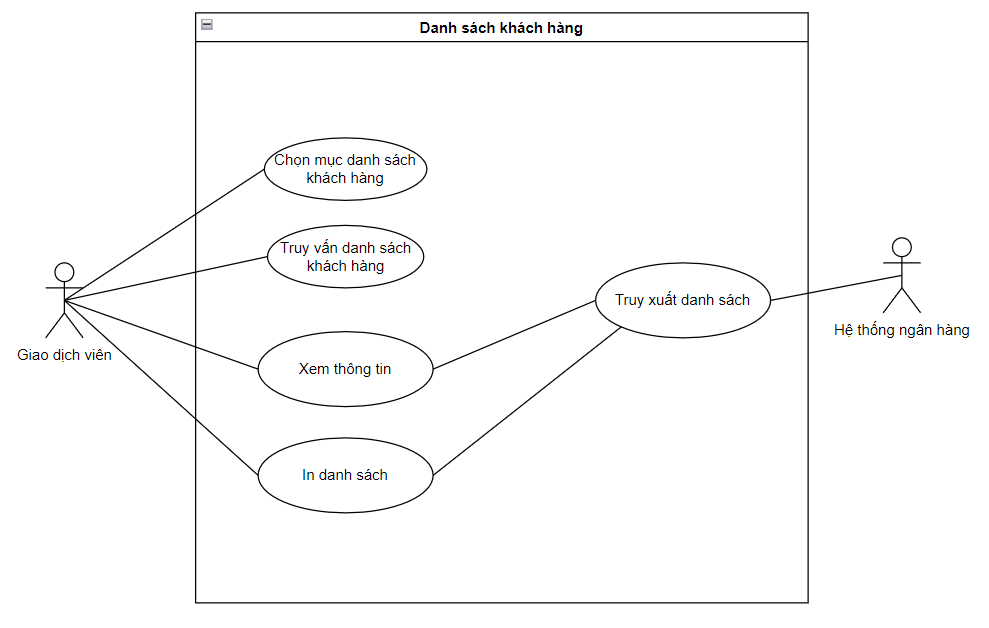 Danh sách khách hàng
Chọn mục danh sách
khách hàng
Truy vấn danh sách
khách hàng
Truy xuất danh sách
Hệ thống ngân hàng
Giao dịch viên
Xem thông tin
In danh sách